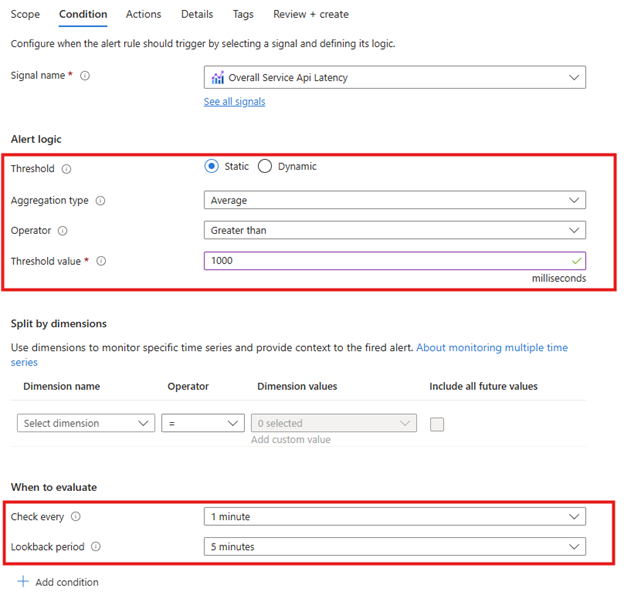 Scope Condition Actions Details Tags Review + create
Configure when the alert rule should trigger by selecting a signal and defining its logic.
Signal name * Overall Service Api Latency
See all signals
Alert logic
Threshold Static Dynamic
Aggregation type Average
Operator Greater than
Threshold value * 1000
milliseconds
Split by dimensions
Use dimensions to monitor specific time series and provide context to the fired alert. About monitoring multiple time
series
Dimension name Operator Dimension values Include all future values
Select dimension = 0 selected
Add custom value
When to evaluate
Check every 1 minute
Lookback period 5 minutes
+ Add condition